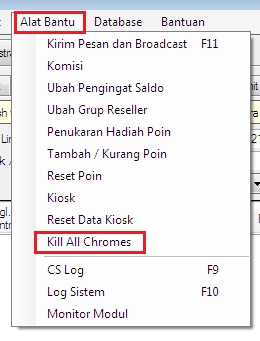 Alat Bantu Database Bantuan
Kirim Pesan dan Broadcast F11
Komisi
Ubah Pengingat Saldo
Ubah Grup Reseller
Penukaran Hadiah Poin
Tambah / Kurang Poin
Reset Poin
Kiosk
Reset Data Kiosk
Kill All Chromes
CS Log F9
Log Sistem F10
Monitor Modul